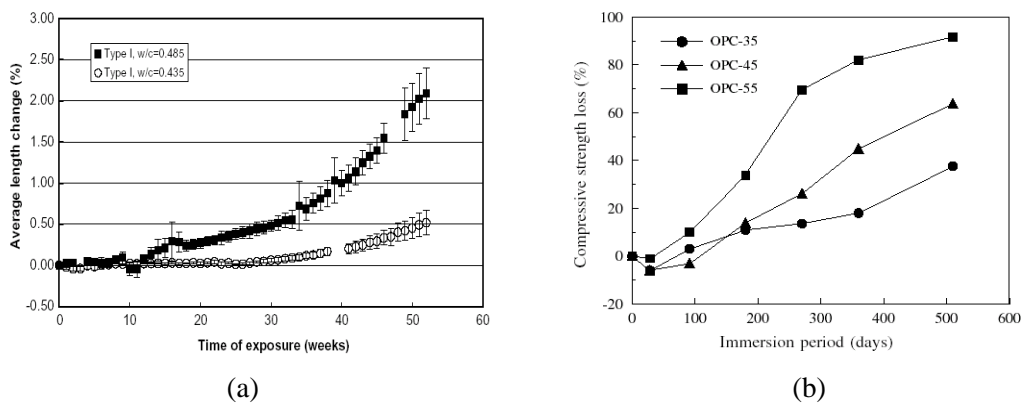 3.00
2.50
2.00
1.50
1.00
0.50
0.00
-0.50
Average length change (%)
Type I, w/c=0.485
Type I, w/c=0.435
0 10 20 30 40 50 60
Time of exposure (weeks)
(a)
100
80
60
40
20
0
-20
Compressive strength loss (%)
OPC-35
OPC-45
OPC-55
0 100 200 300 400 500 600
Immersion period (days)
(b)